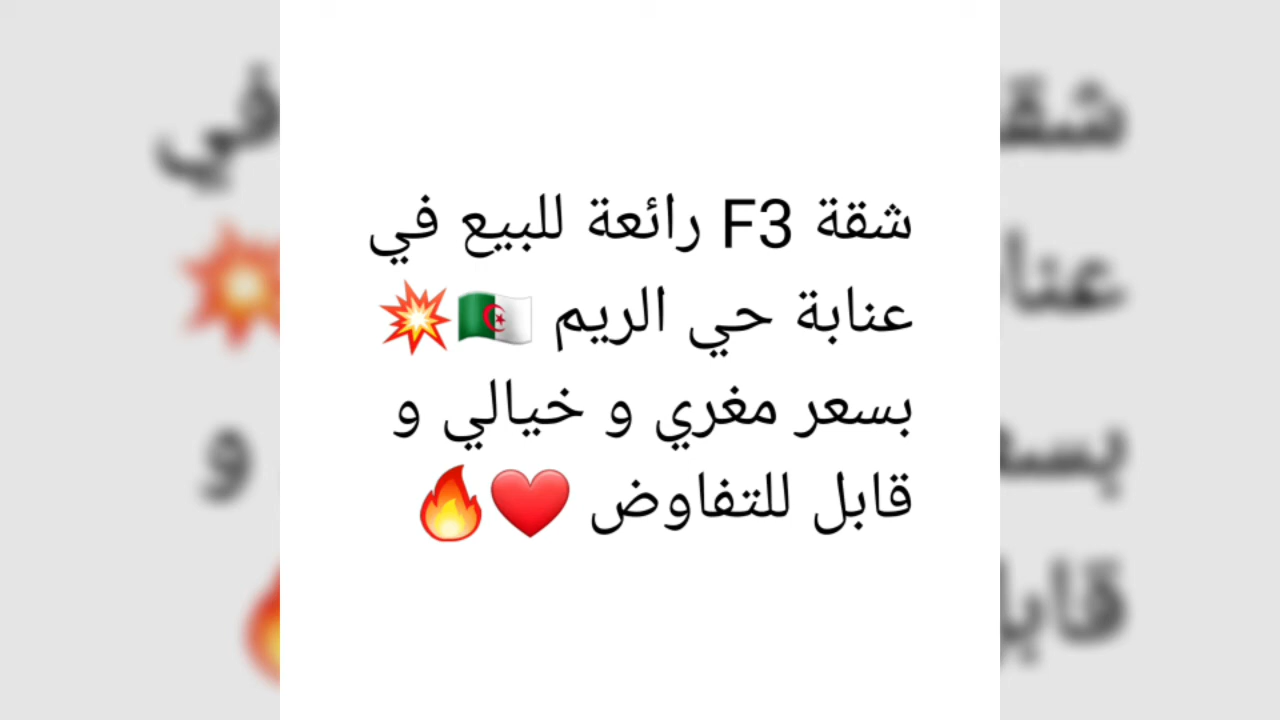 شقة F3 رائعة للبيع في
عنابة حي الريم 🇩🇿💥
بسعر مغري و خيالي و
قابل للتفاوض ❤️🔥